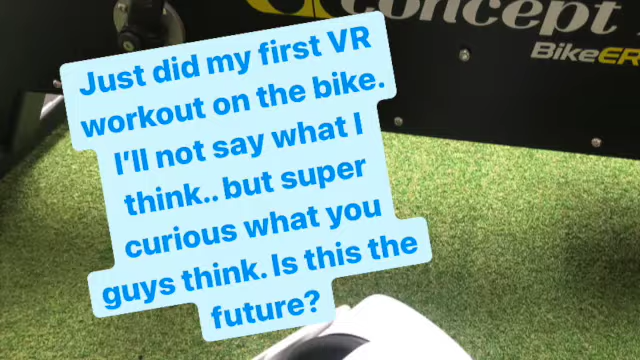 concept
BikeER
Just did my first VR
workout on the bike.
I'll not say what I
think.. but super
curious what you
guys think. Is this the
future?